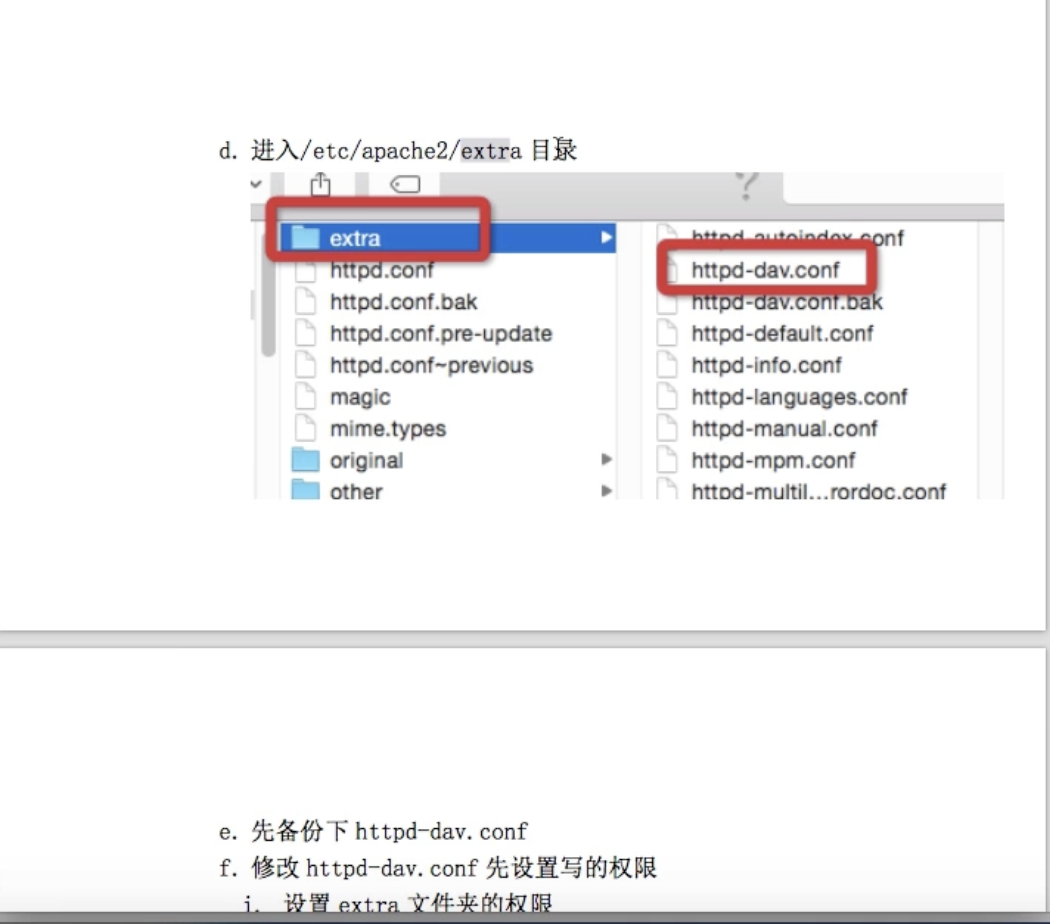 d. 进入/etc/apache2/extra 目录
extra
httpd.conf
httpd.conf.bak
httpd.conf.pre-update
httpd.conf~previous
magic
mime.types
original
other
httpd-autoindex.conf
httpd-dav.conf
httpd-dav.conf.bak
httpd-default.conf
httpd-info.conf
httpd-languages.conf
httpd-manual.conf
httpd-mpm.conf
httpd-multil...rordoc.conf
e. 先备份下 httpd-dav.conf
f. 修改 httpd-dav.conf 先设置写的权限
i. 设置 extra 文件夹的权限